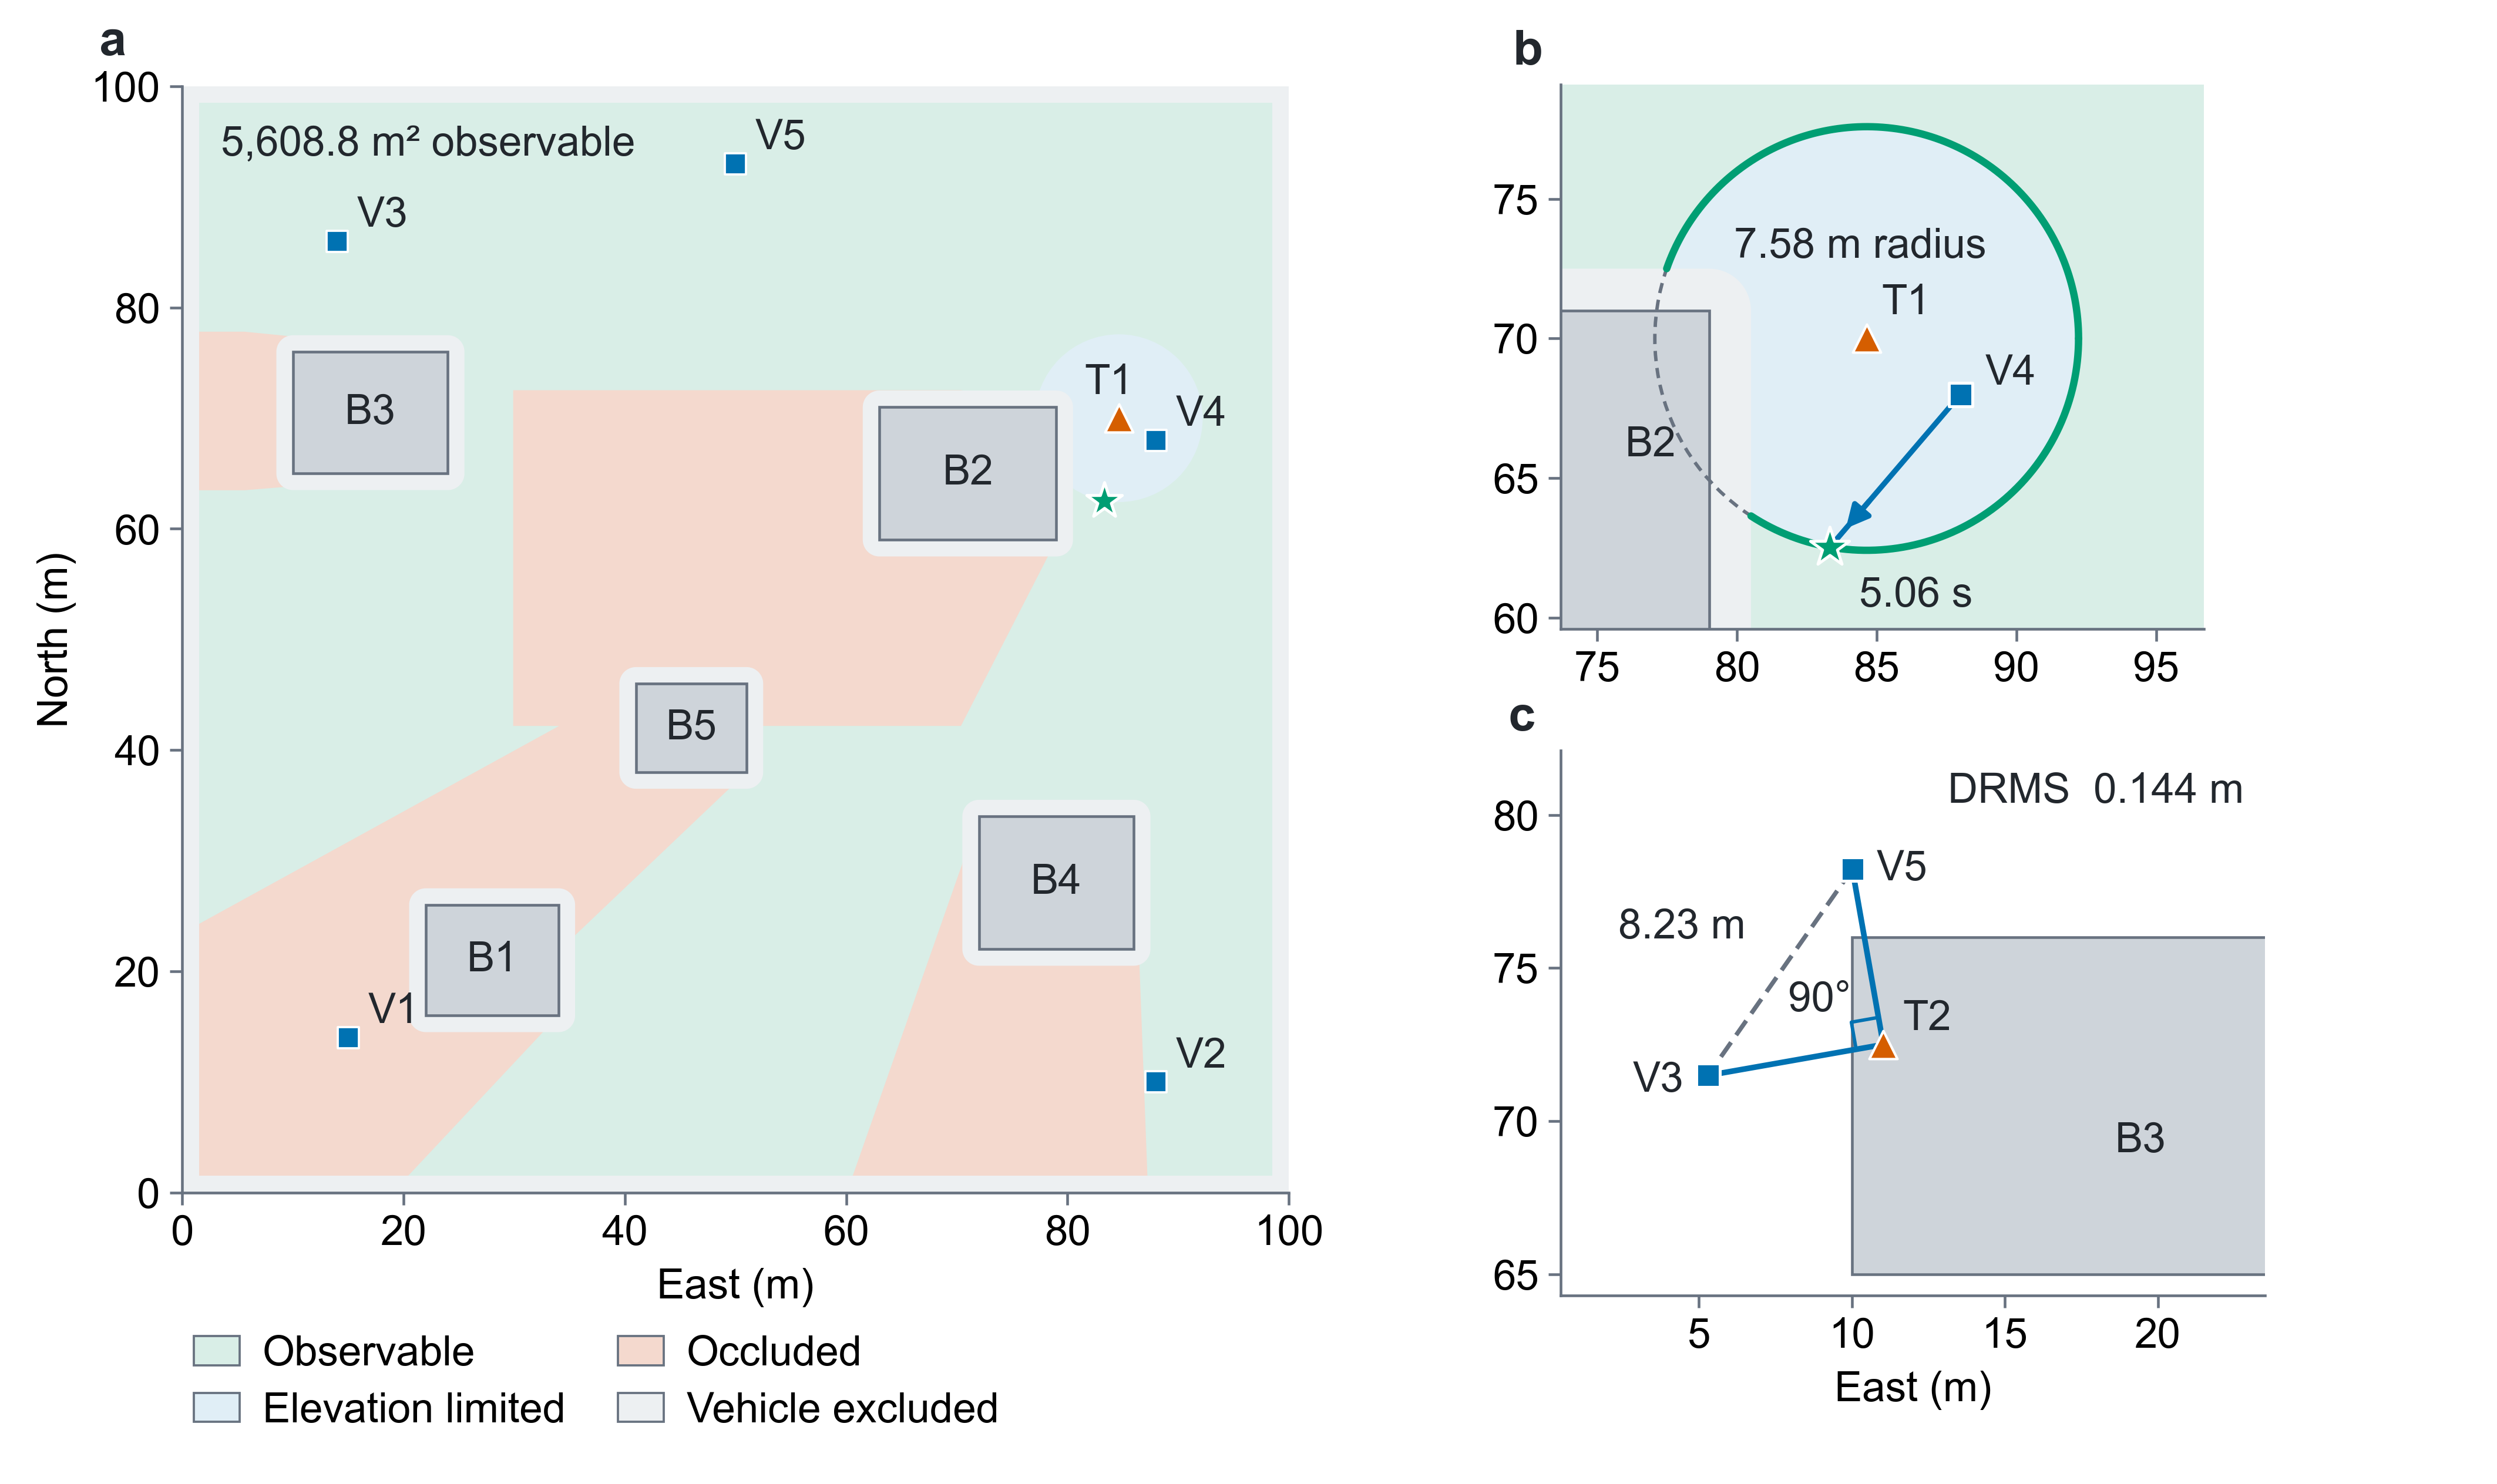 a
100
80
60
40
20
0
0
20
40
60
80
100
North (m)
East (m)
5,608.8 m² observable
V5
V3
B3
T1
V4
B2
B5
B4
B1
V1
V2
Observable
Occluded
Elevation limited
Vehicle excluded
b
75
70
65
60
75
80
85
90
95
7.58 m radius
T1
V4
B2
5.06 s
c
80
75
70
65
5
10
15
20
East (m)
DRMS 0.144 m
V5
8.23 m
90°
T2
V3
B3